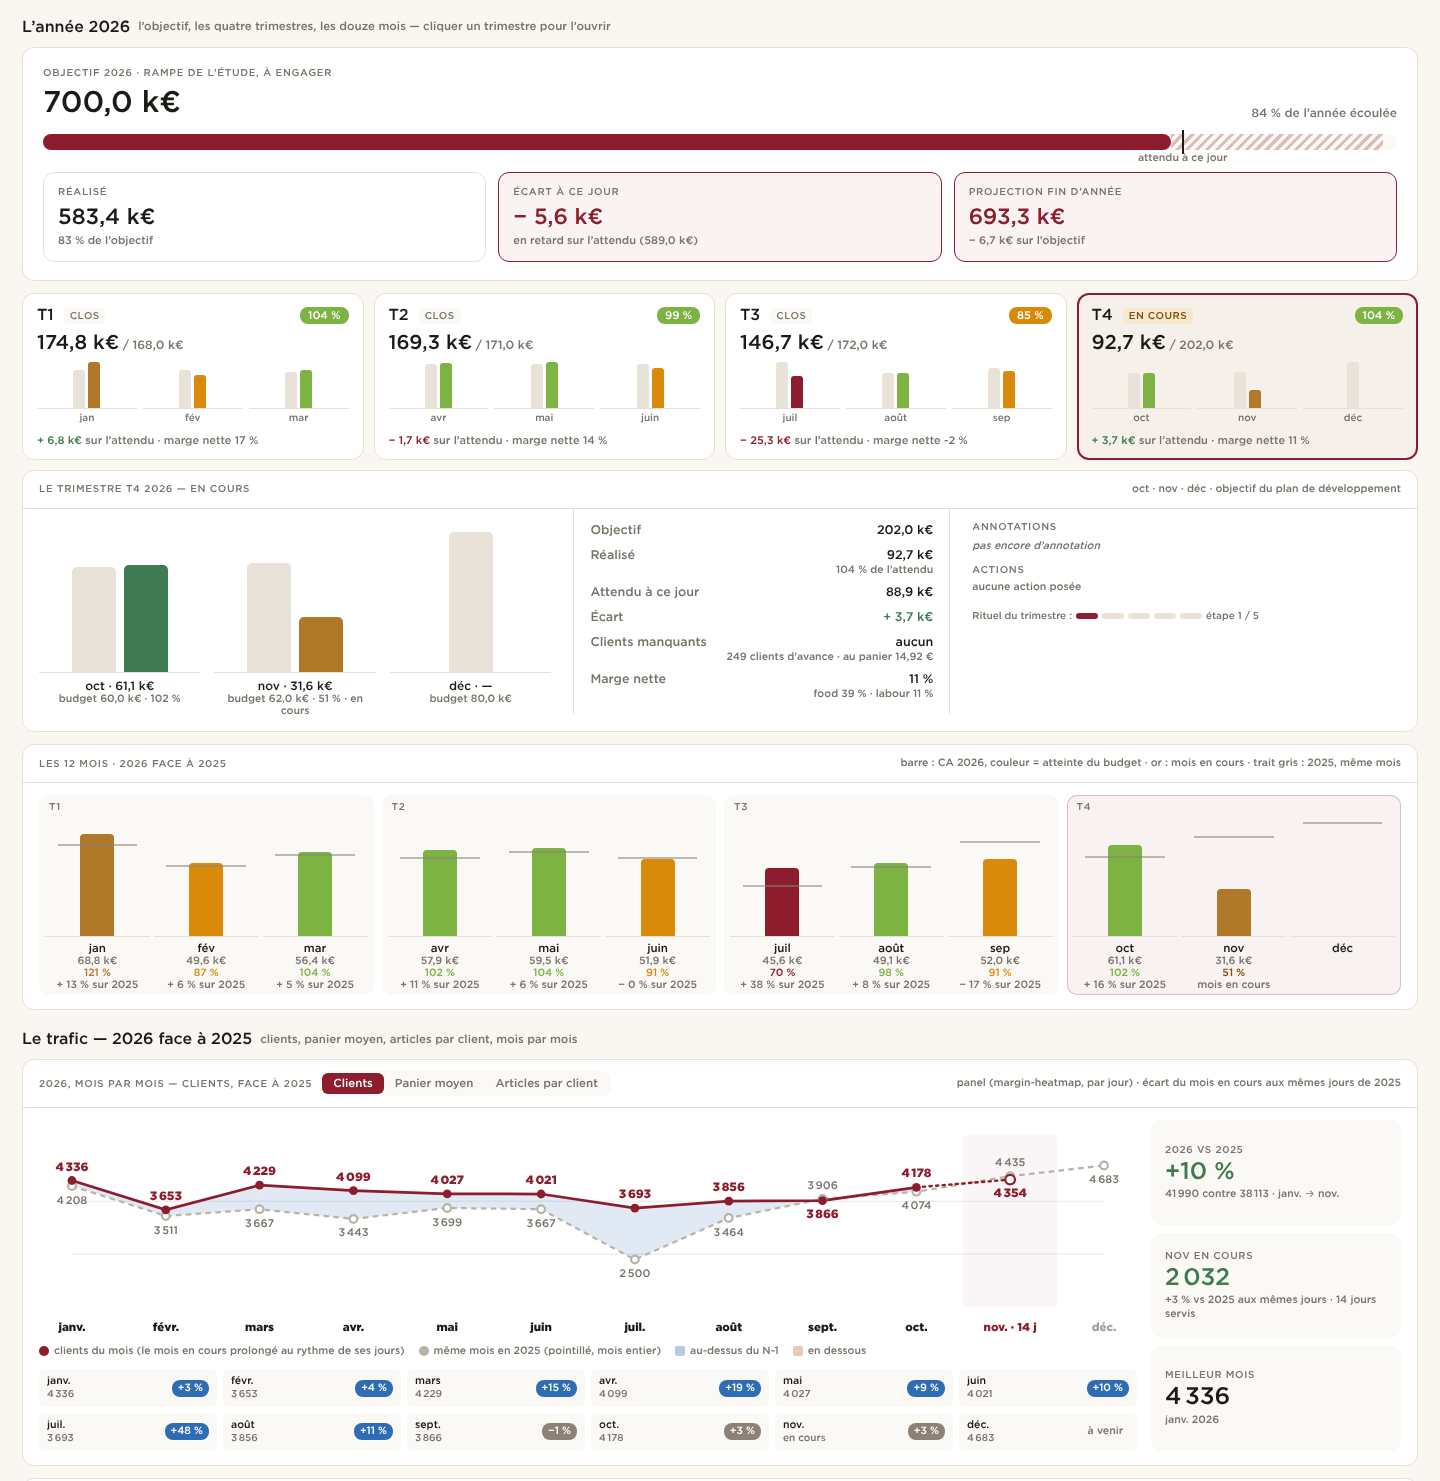 L'année 2026 l'objectif, les quatre trimestres, les douze mois — cliquer un trimestre pour l'ouvrir
OBJECTIF 2026 · RAMPE DE L'ÉTUDE, À ENGAGER
700,0 k€
84 % de l'année écoulée
attendu à ce jour
RÉALISÉ
583,4 k€
83 % de l'objectif
ÉCART À CE JOUR
− 5,6 k€
en retard sur l'attendu (589,0 k€)
PROJECTION FIN D'ANNÉE
693,3 k€
− 6,7 k€ sur l'objectif
T1 CLOS 104 %
174,8 k€ / 168,0 k€
jan fév mar
+ 6,8 k€ sur l'attendu · marge nette 17 %
T2 CLOS 99 %
169,3 k€ / 171,0 k€
avr mai juin
− 1,7 k€ sur l'attendu · marge nette 14 %
T3 CLOS 85 %
146,7 k€ / 172,0 k€
juil août sep
− 25,3 k€ sur l'attendu · marge nette -2 %
T4 EN COURS 104 %
92,7 k€ / 202,0 k€
oct nov déc
+ 3,7 k€ sur l'attendu · marge nette 11 %
LE TRIMESTRE T4 2026 — EN COURS
oct · nov · déc · objectif du plan de développement
oct · 61,1 k€
budget 60,0 k€ · 102 %
nov · 31,6 k€
budget 62,0 k€ · 51 % · en
cours
déc · —
budget 80,0 k€
Objectif 202,0 k€
Réalisé 92,7 k€
104 % de l'attendu
Attendu à ce jour 88,9 k€
Écart + 3,7 k€
Clients manquants aucun
249 clients d'avance · au panier 14,92 €
Marge nette 11 %
food 39 % · labour 11 %
ANNOTATIONS
pas encore d'annotation
ACTIONS
aucune action posée
Rituel du trimestre : étape 1 / 5
LES 12 MOIS · 2026 FACE À 2025
barre : CA 2026, couleur = atteinte du budget · or : mois en cours · trait gris : 2025, même mois
T1
jan fév mar
68,8 k€ 49,6 k€ 56,4 k€
121 % 87 % 104 %
+ 13 % sur 2025 + 6 % sur 2025 + 5 % sur 2025
T2
avr mai juin
57,9 k€ 59,5 k€ 51,9 k€
102 % 104 % 91 %
+ 11 % sur 2025 + 6 % sur 2025 − 0 % sur 2025
T3
juil août sep
45,6 k€ 49,1 k€ 52,0 k€
70 % 98 % 91 %
+ 38 % sur 2025 + 8 % sur 2025 − 17 % sur 2025
T4
oct nov déc
61,1 k€ 31,6 k€
102 % 51 %
+ 16 % sur 2025 mois en cours
Le trafic — 2026 face à 2025 clients, panier moyen, articles par client, mois par mois
2026, MOIS PAR MOIS — CLIENTS, FACE À 2025 Clients Panier moyen Articles par client
panel (margin-heatmap, par jour) · écart du mois en cours aux mêmes jours de 2025
4 336 3 653 4 229 4 099 4 027 4 021 3 693 3 856 3 866 4 178 4 354
4 208 3 511 3 667 3 443 3 699 3 667 2 500 3 464 3 906 4 074 4 435 4 683
janv. févr. mars avr. mai juin juil. août sept. oct. nov. · 14 j déc.
clients du mois (le mois en cours prolongé au rythme de ses jours) même mois en 2025 (pointillé, mois entier) au-dessus du N-1 en dessous
janv. 4 336 +3 %
févr. 3 653 +4 %
mars 4 229 +15 %
avr. 4 099 +19 %
mai 4 027 +9 %
juin 4 021 +10 %
juil. 3 693 +48 %
août 3 856 +11 %
sept. 3 866 −1 %
oct. 4 178 +3 %
nov. en cours +3 %
déc. 4 683 à venir
2026 VS 2025
+10 %
41 990 contre 38 113 · janv. → nov.
NOV EN COURS
2 032
+3 % vs 2025 aux mêmes jours · 14 jours
servis
MEILLEUR MOIS
4 336
janv. 2026